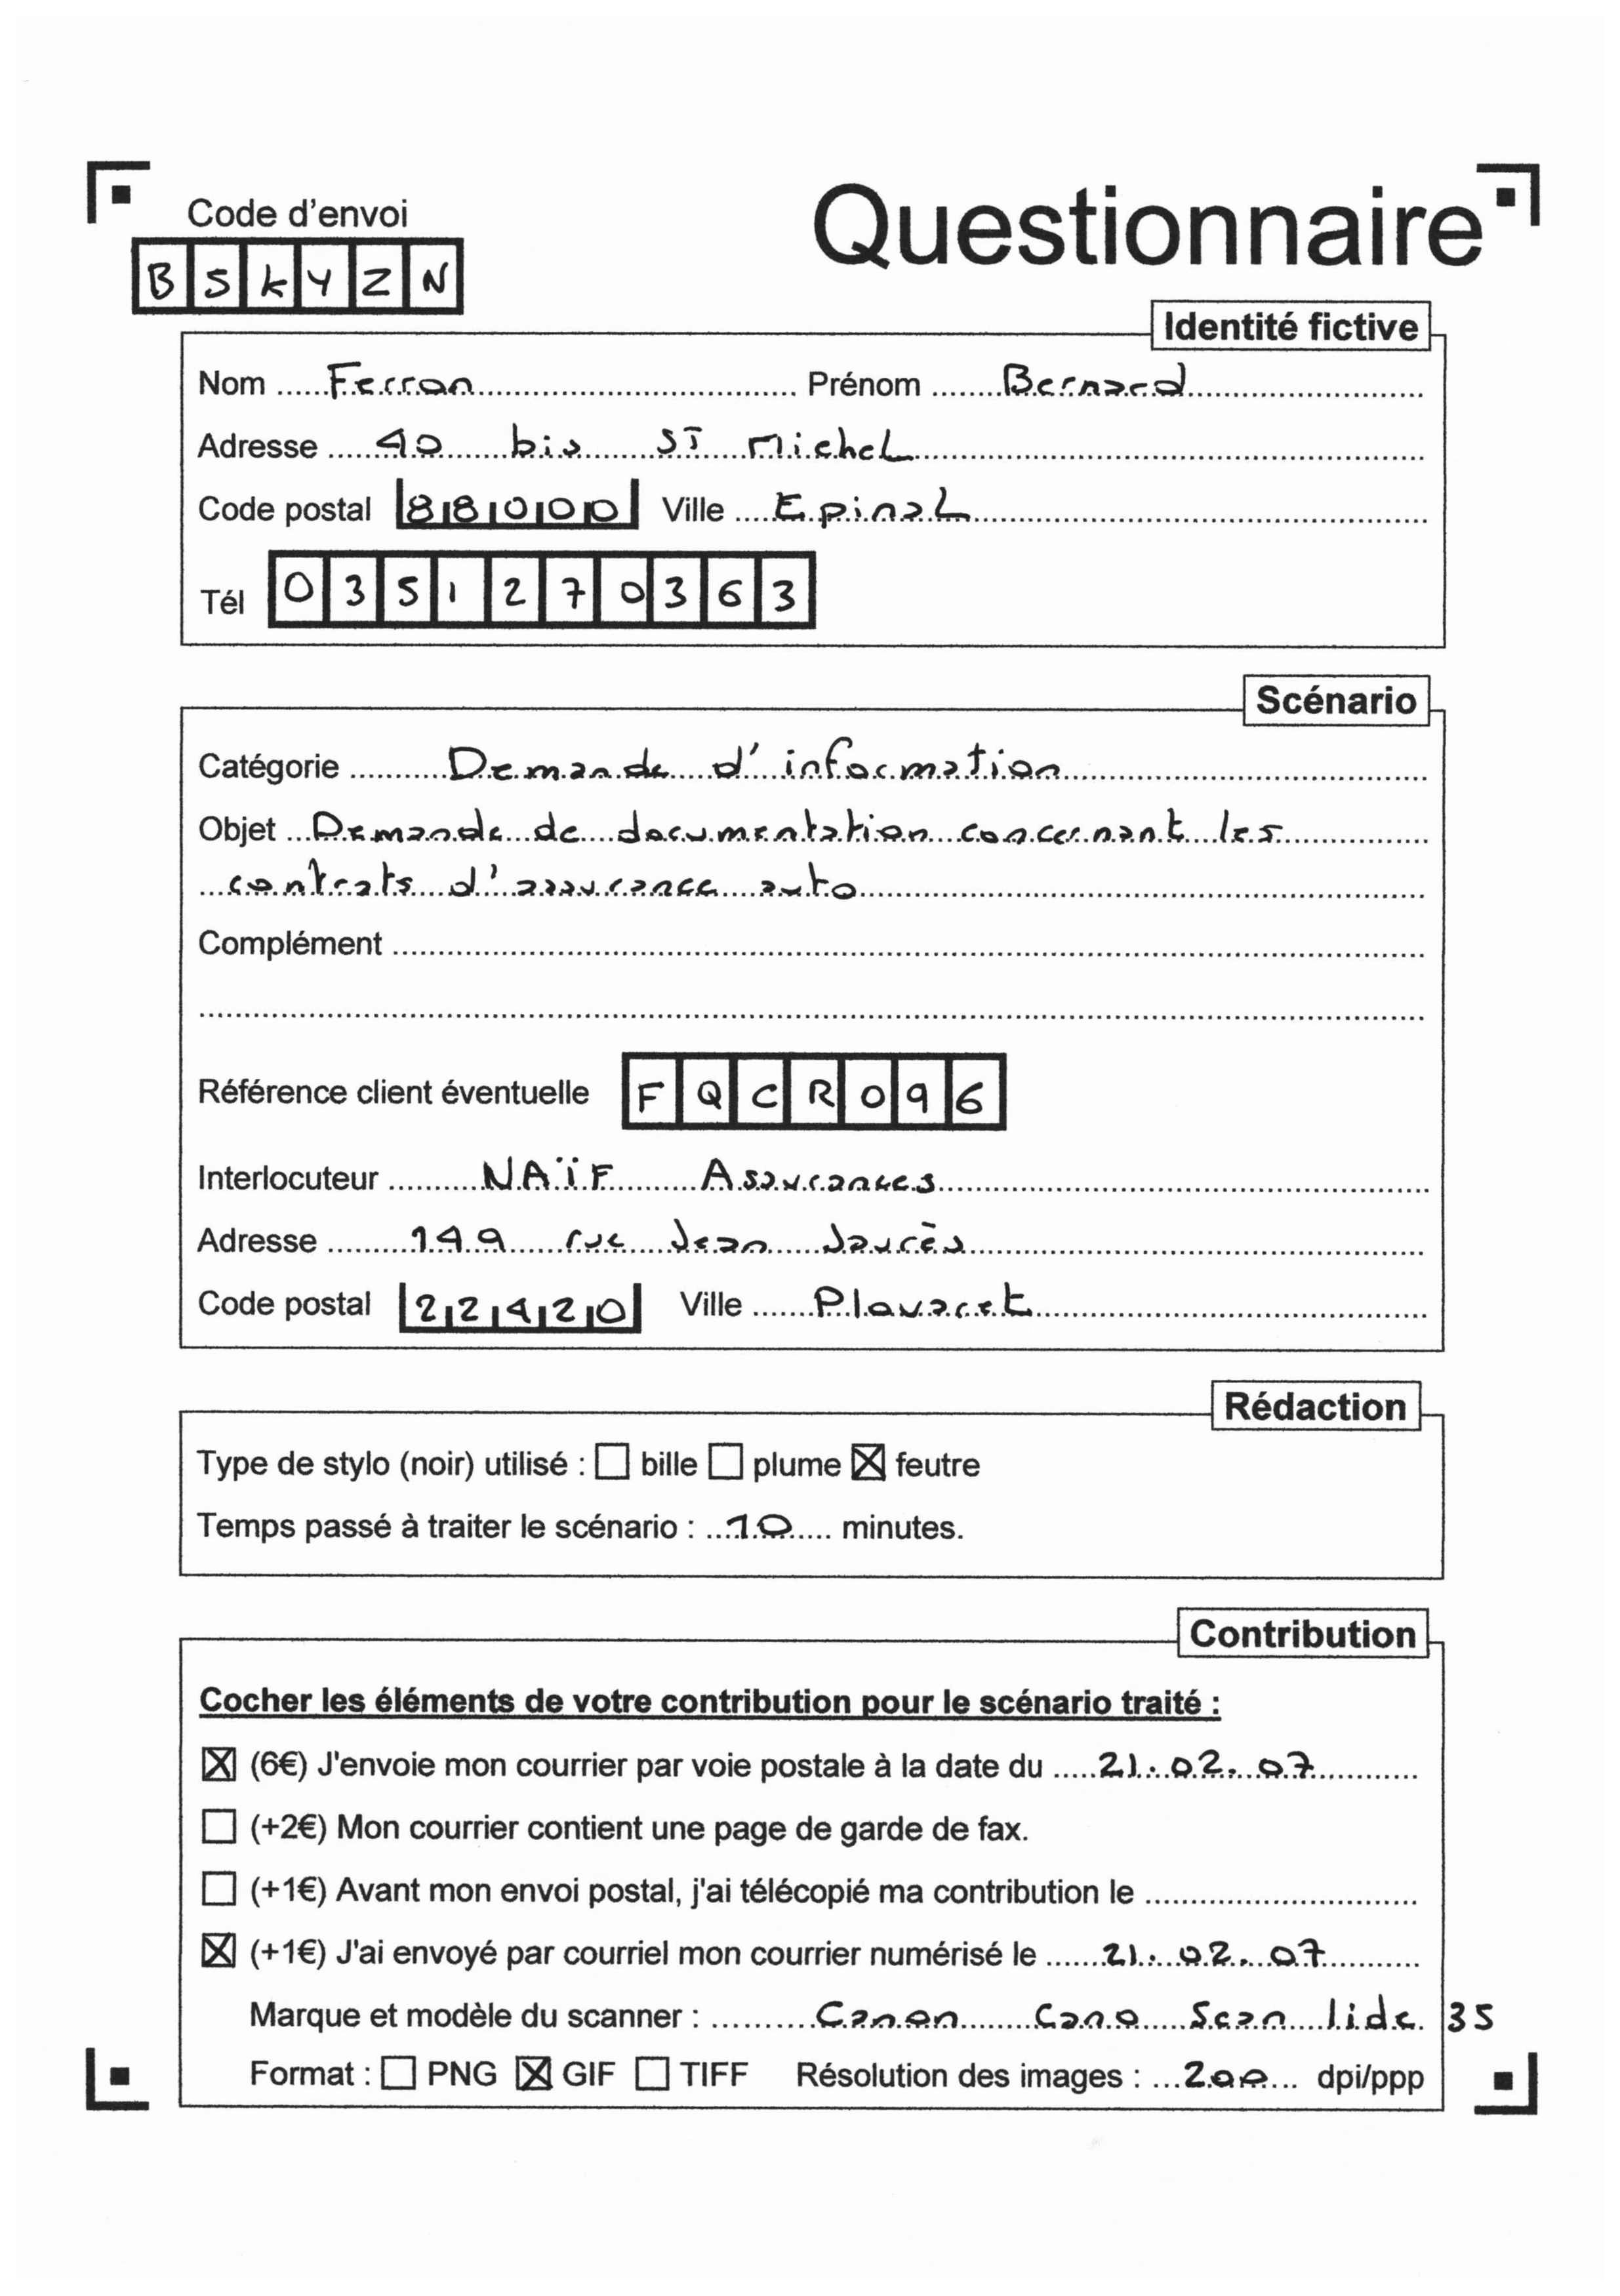 Code d'envoi
Questionnaire
B S K Y Z N
Identité fictive
Nom Ferran Prénom Bernard
Adresse 40 bis ST Michel
Code postal 88000 Ville Epinal
Tél 0351270363
Scénario
Catégorie Demande d'information
Objet Demande de documentation concernant les
contrats d'assurance auto
Complément
Référence client éventuelle FQCR096
Interlocuteur NAÏF Assurances
Adresse 149 rue Jean Jaurès
Code postal 22420 Ville Plouaret
Rédaction
Type de stylo (noir) utilisé : ☐ bille ☐ plume ☒ feutre
Temps passé à traiter le scénario : 10 minutes.
Contribution
Cocher les éléments de votre contribution pour le scénario traité :
☒ (6€) J'envoie mon courrier par voie postale à la date du 21.02.07
☐ (+2€) Mon courrier contient une page de garde de fax.
☐ (+1€) Avant mon envoi postal, j'ai télécopié ma contribution le
☒ (+1€) J'ai envoyé par courriel mon courrier numérisé le 21.02.07
Marque et modèle du scanner : Canon Cano Scan lide 35
Format : ☐ PNG ☒ GIF ☐ TIFF Résolution des images : 200 dpi/ppp